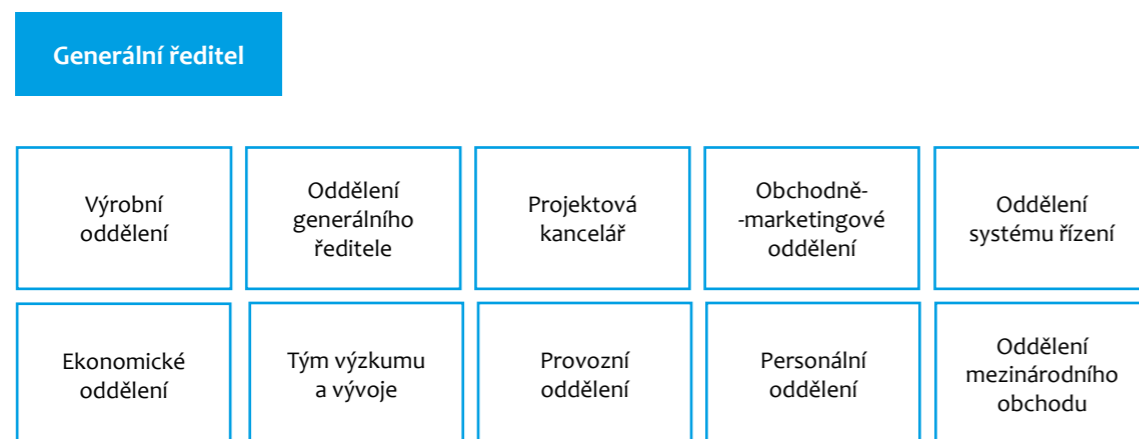 Generální ředitel
Výrobní
oddělení
Oddělení
generálního
ředitele
Projektová
kancelář
Obchodně-
-marketingové
oddělení
Oddělení
systému řízení
Ekonomické
oddělení
Tým výzkumu
a vývoje
Provozní
oddělení
Personální
oddělení
Oddělení
mezinárodního
obchodu